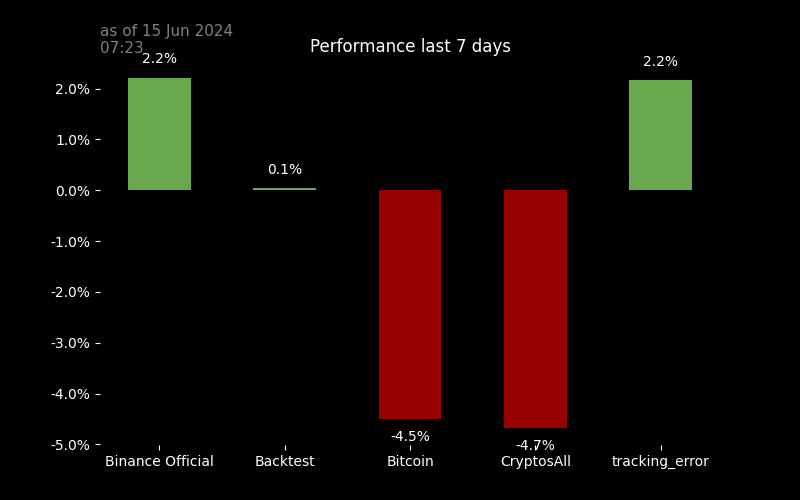 as of 15 Jun 2024
07:23
Performance last 7 days
2.2%
0.1%
-4.5%
-4.7%
2.2%
2.0%
1.0%
0.0%
-1.0%
-2.0%
-3.0%
-4.0%
-5.0%
Binance Official
Backtest
Bitcoin
CryptosAll
tracking_error